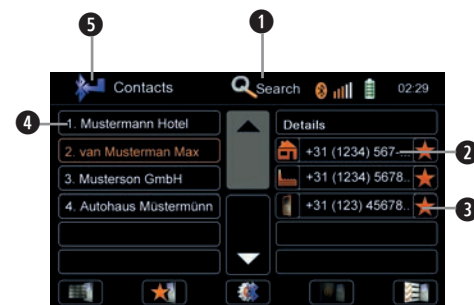 5
1
Contacts Search 02:29
4
1. Mustermann Hotel
Details
2. van Musterman Max
+31 (1234) 567-...
2
3. Musterson GmbH
+31 (1234) 5678..
4. Autohaus Müstermünn
+31 (123) 45678..
3